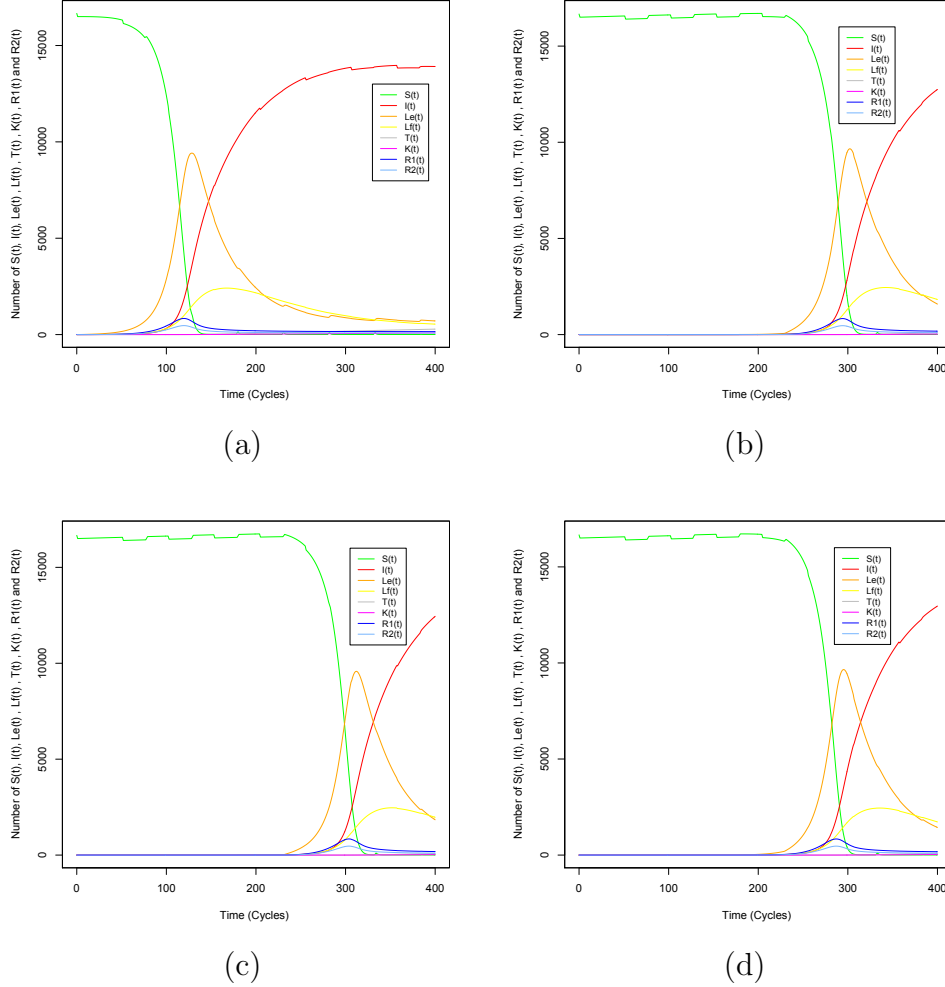 Number of S(t), I(t), Le(t) , Lf(t) , T(t) , K(t) , R1(t) and R2(t)
15000
10000
5000
0
S(t)
I(t)
Le(t)
Lf(t)
T(t)
K(t)
R1(t)
R2(t)
0 100 200 300 400
Time (Cycles)
(a)
Number of S(t), I(t), Le(t) , Lf(t) , T(t) , K(t) , R1(t) and R2(t)
15000
10000
5000
0
S(t)
I(t)
Le(t)
Lf(t)
T(t)
K(t)
R1(t)
R2(t)
0 100 200 300 400
Time (Cycles)
(b)
Number of S(t), I(t), Le(t) , Lf(t) , T(t) , K(t) , R1(t) and R2(t)
15000
10000
5000
0
S(t)
I(t)
Le(t)
Lf(t)
T(t)
K(t)
R1(t)
R2(t)
0 100 200 300 400
Time (Cycles)
(c)
Number of S(t), I(t), Le(t) , Lf(t) , T(t) , K(t) , R1(t) and R2(t)
15000
10000
5000
0
S(t)
I(t)
Le(t)
Lf(t)
T(t)
K(t)
R1(t)
R2(t)
0 100 200 300 400
Time (Cycles)
(d)